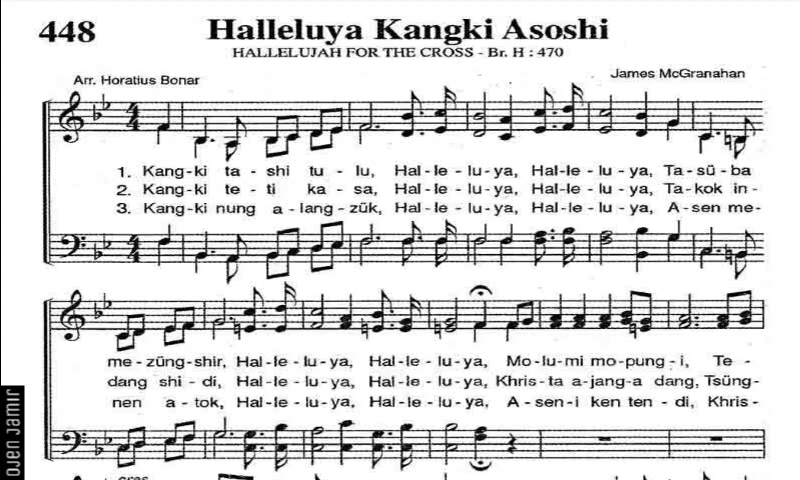 448
Halleluya Kangki Asoshi
HALLELUJAH FOR THE CROSS - Br. H : 470
Arr. Horatius Bonar
James McGranahan
1. Kang-ki ta - shi tu - lu, Hal - le - lu - ya, Hal - le - lu - ya, Ta - sü - ba
2. Kang-ki te - ti ka - sa, Hal - le - lu - ya, Hal - le - lu - ya, Ta - kok in -
3. Kang-ki nung a - lang - zük, Hal - le - lu - ya, Hal - le - lu - ya, A - sen me-
me - züng-shir, Hal - le - lu - ya, Hal - le - lu - ya, Mo - lu - mi mo - pung - i, Te -
dang shi - di, Hal - le - lu - ya, Hal - le - lu - ya, Khris - ta a - jang - a dang, Tsüng-
nen a - tok, Hal - le - lu - ya, Hal - le - lu - ya, A - sen - i ken ten - di, Khris-
ojen jamir